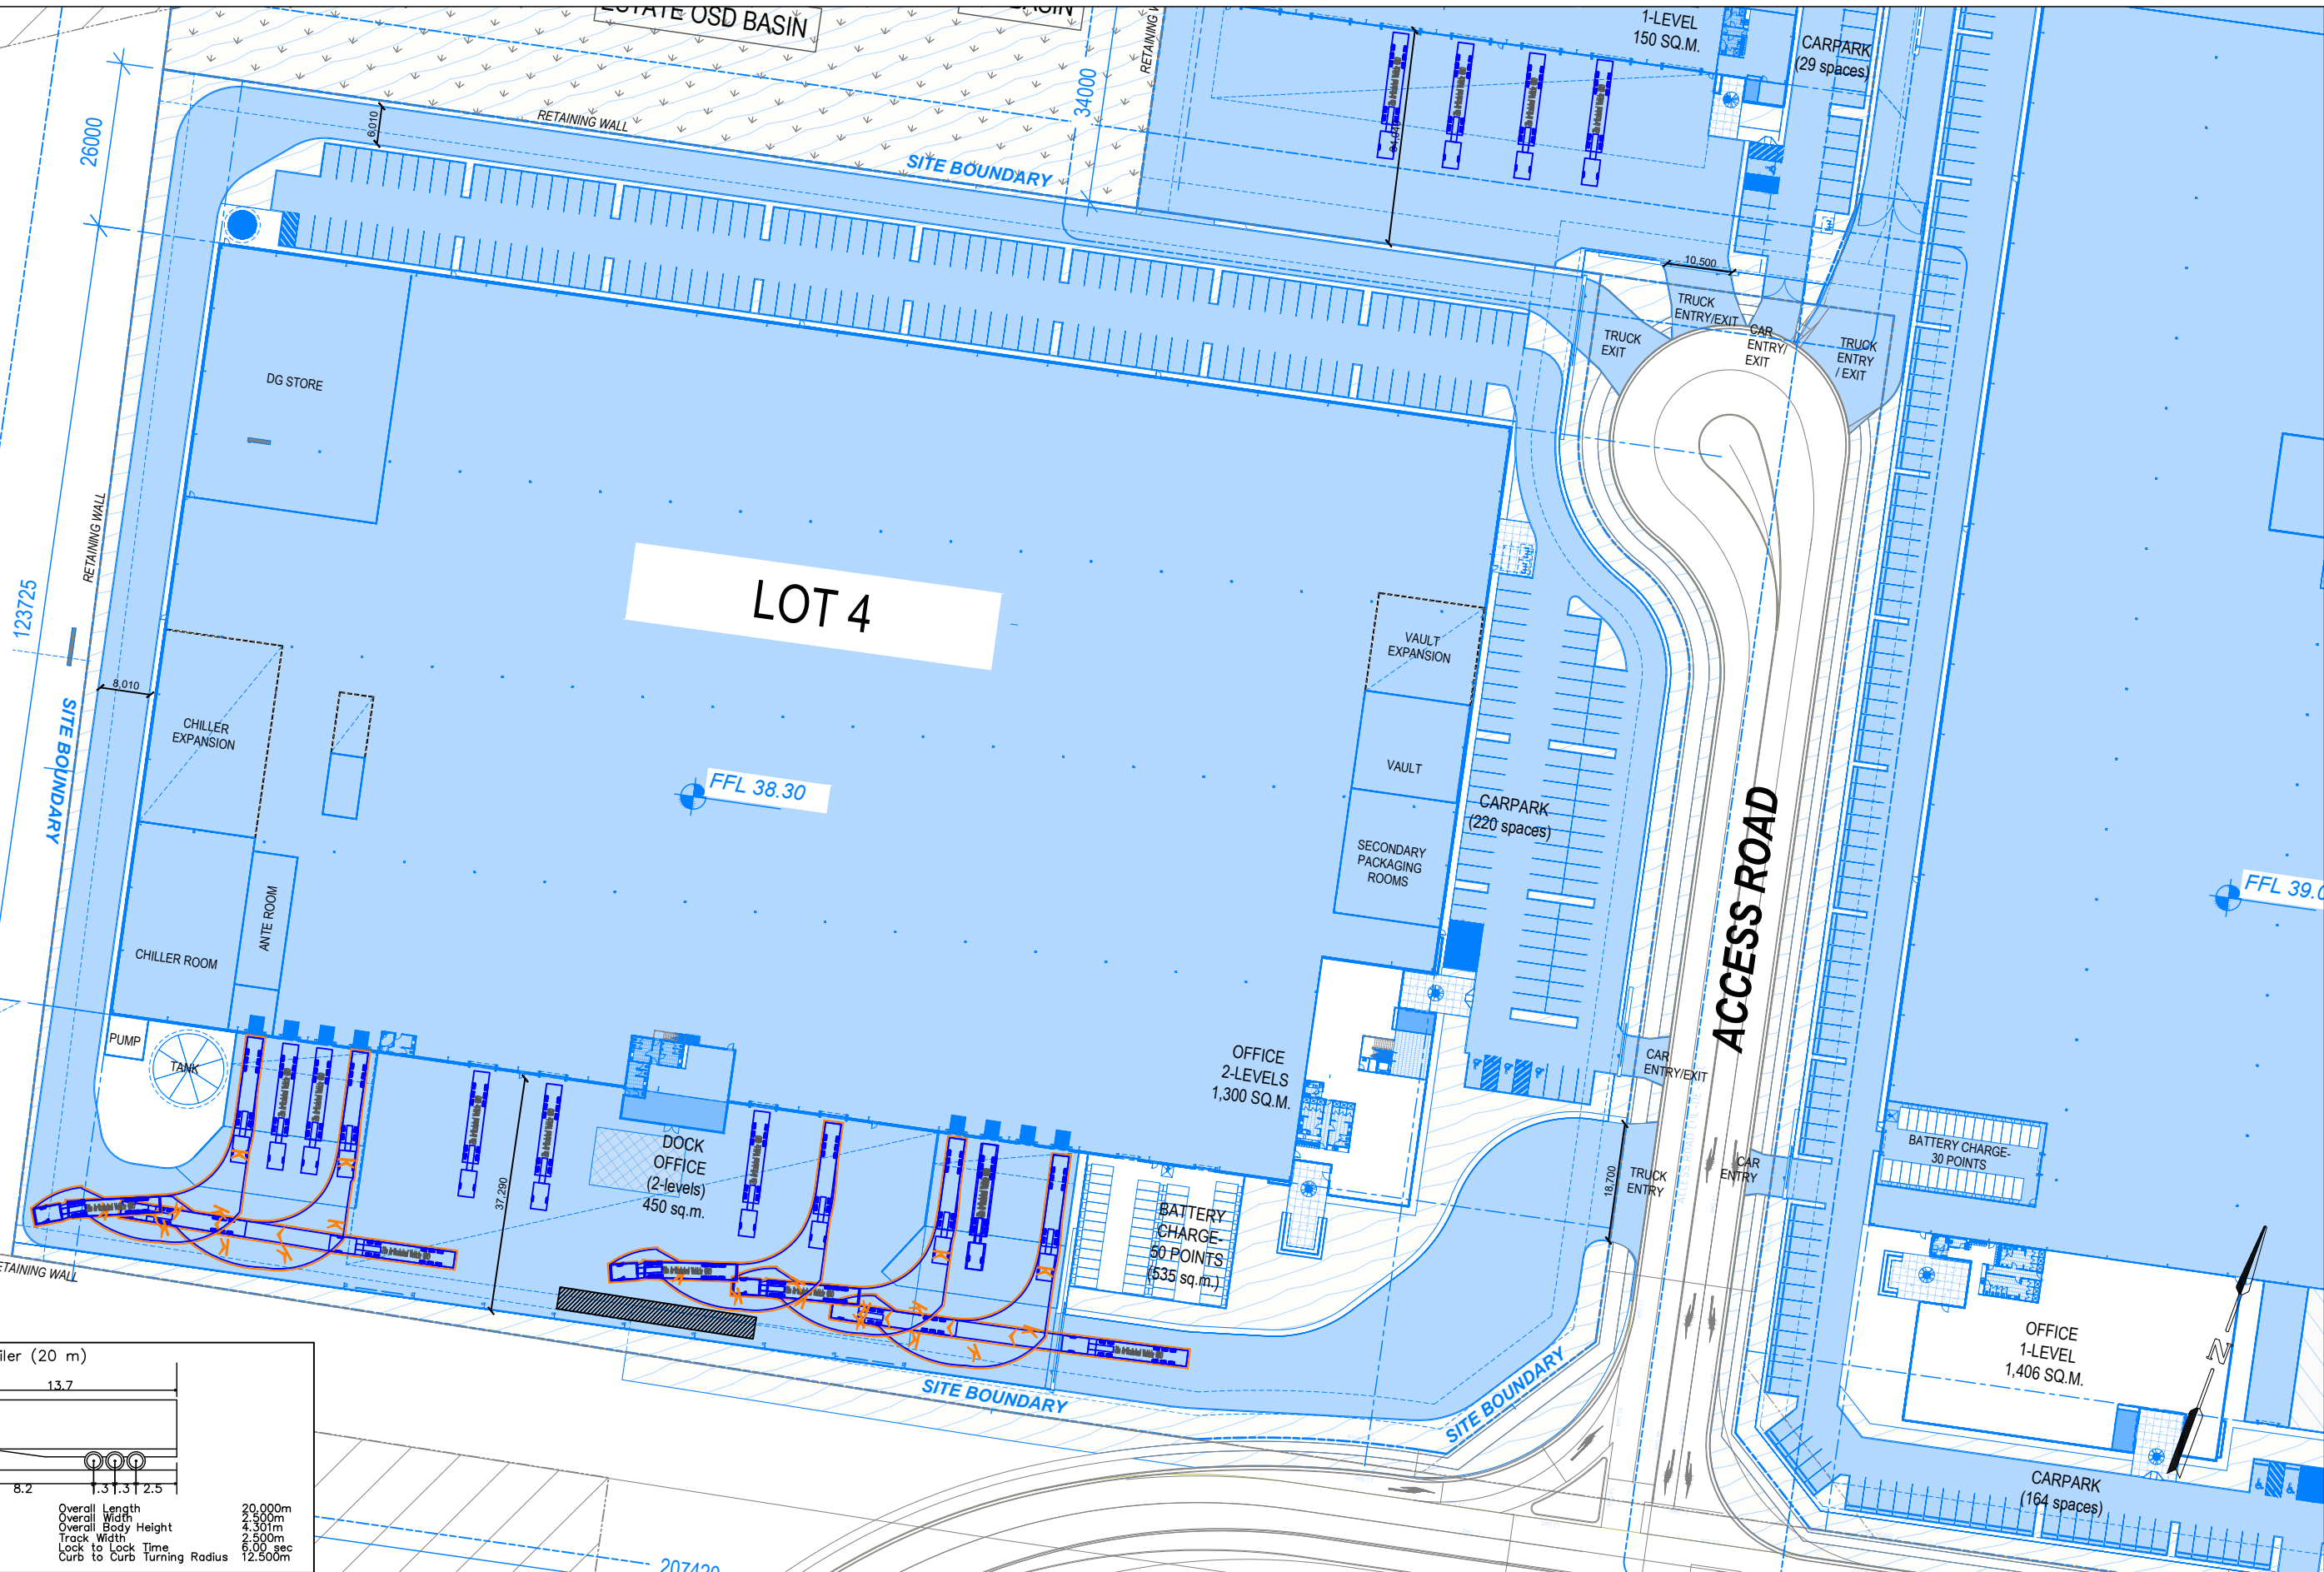 ESTATE OSD BASIN
BASIN
RETAINING W
1-LEVEL
150 SQ.M.
CARPARK
(29 spaces)
26000
6,010
RETAINING WALL
34000
SITE BOUNDARY
10,500
TRUCK
ENTRY/EXIT
TRUCK
EXIT
CAR
ENTRY/
EXIT
TRUCK
ENTRY
/ EXIT
DG STORE
RETAINING WALL
123725
LOT 4
VAULT
EXPANSION
8,010
SITE BOUNDARY
CHILLER
EXPANSION
FFL 38.30
VAULT
CARPARK
(220 spaces)
SECONDARY
PACKAGING
ROOMS
ACCESS ROAD
FFL 39.0
ANTE ROOM
CHILLER ROOM
PUMP
TANK
OFFICE
2-LEVELS
1,300 SQ.M.
CAR
ENTRY/EXIT
DOCK
OFFICE
(2-levels)
450 sq.m.
37,290
BATTERY
CHARGE-
50 POINTS
(535 sq.m.)
18,700
TRUCK
ENTRY
CAR
ENTRY
BATTERY CHARGE-
30 POINTS
RETAINING WALL
SITE BOUNDARY
SITE BOUNDARY
OFFICE
1-LEVEL
1,406 SQ.M.
N
CARPARK
(164 spaces)
iler (20 m)
13.7
8.2
1.3
1.3
2.5
Overall Length 20.000m
Overall Width 2.500m
Overall Body Height 4.301m
Track Width 2.500m
Lock to Lock Time 6.00 sec
Curb to Curb Turning Radius 12.500m
207420